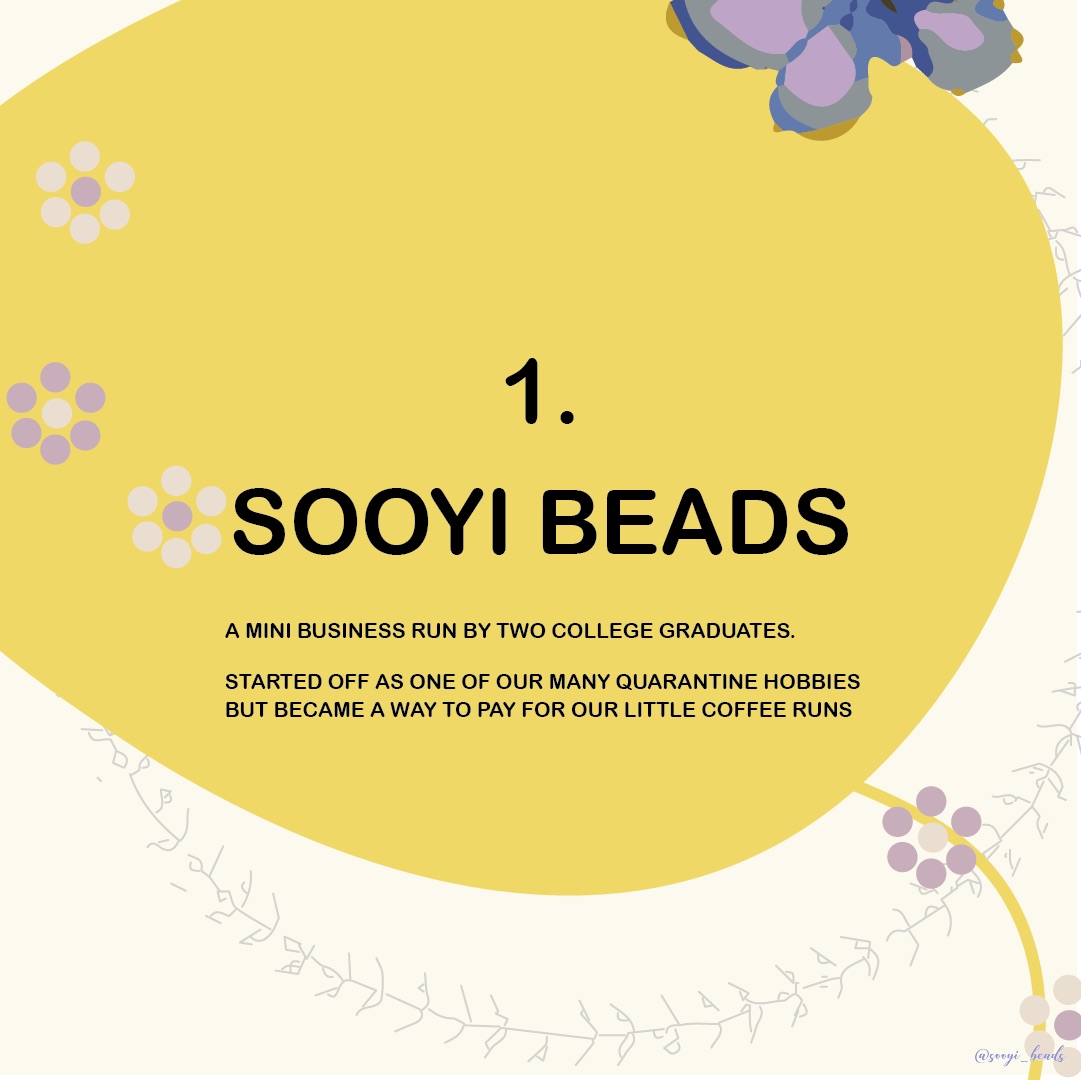 1.
SOOYI BEADS
A MINI BUSINESS RUN BY TWO COLLEGE GRADUATES.
STARTED OFF AS ONE OF OUR MANY QUARANTINE HOBBIES
BUT BECAME A WAY TO PAY FOR OUR LITTLE COFFEE RUNS
@sooyi_beads